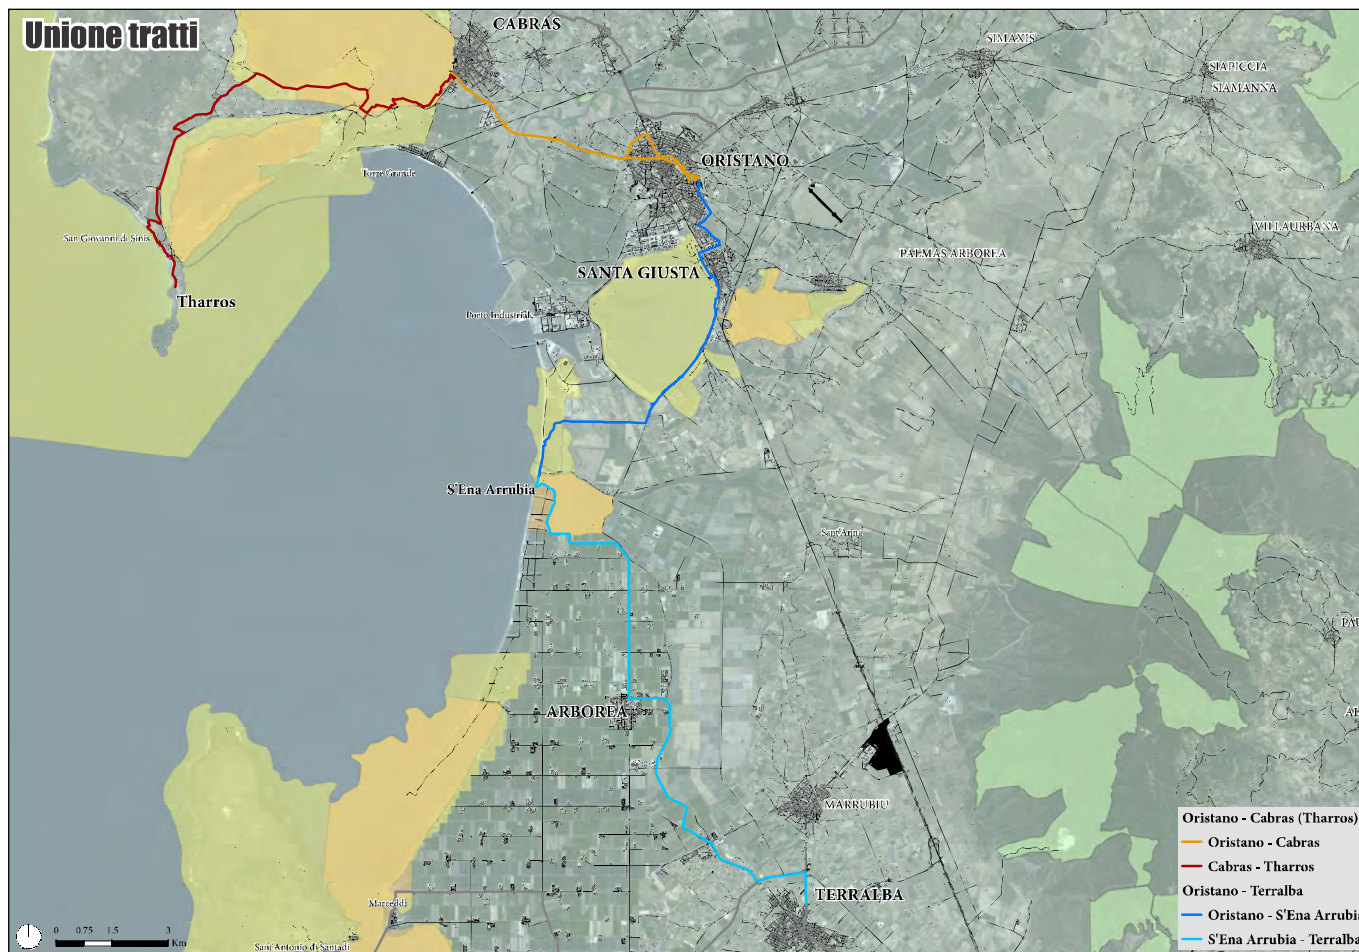 Unione tratti
CABRAS
SIMAXIS
SIAPICCIA
SIAMANNA
ORISTANO
Torre Grande
San Giovanni di Sinis
VILLAURBANA
PALMAS ARBOREA
SANTA GIUSTA
Tharros
Porto Industriale
S'Ena Arrubia
Sant'Anna
PAU
ARBOREA
AL
MARRUBIU
TERRALBA
Marceddì
Sant'Antonio di Santadi
0 0.75 1.5 3
Km
Oristano - Cabras (Tharros)
Oristano - Cabras
Cabras - Tharros
Oristano - Terralba
Oristano - S'Ena Arrubia
S'Ena Arrubia - Terralba